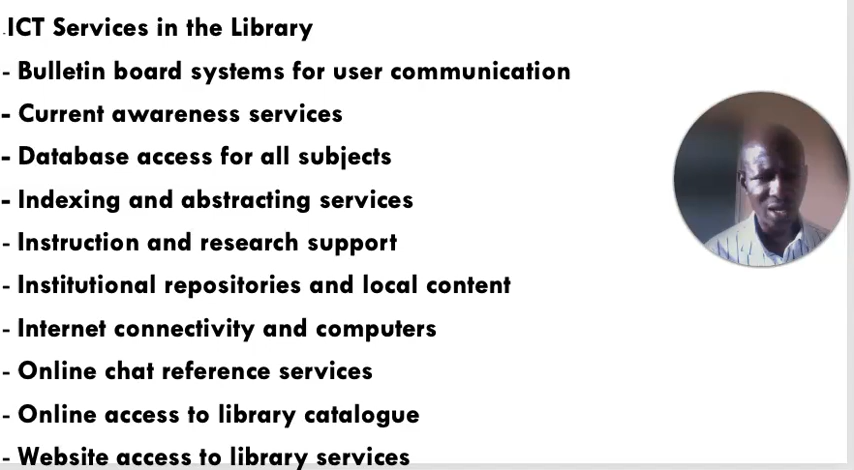 .ICT Services in the Library
- Bulletin board systems for user communication
- Current awareness services
- Database access for all subjects
- Indexing and abstracting services
- Instruction and research support
- Institutional repositories and local content
- Internet connectivity and computers
- Online chat reference services
- Online access to library catalogue
- Website access to library services